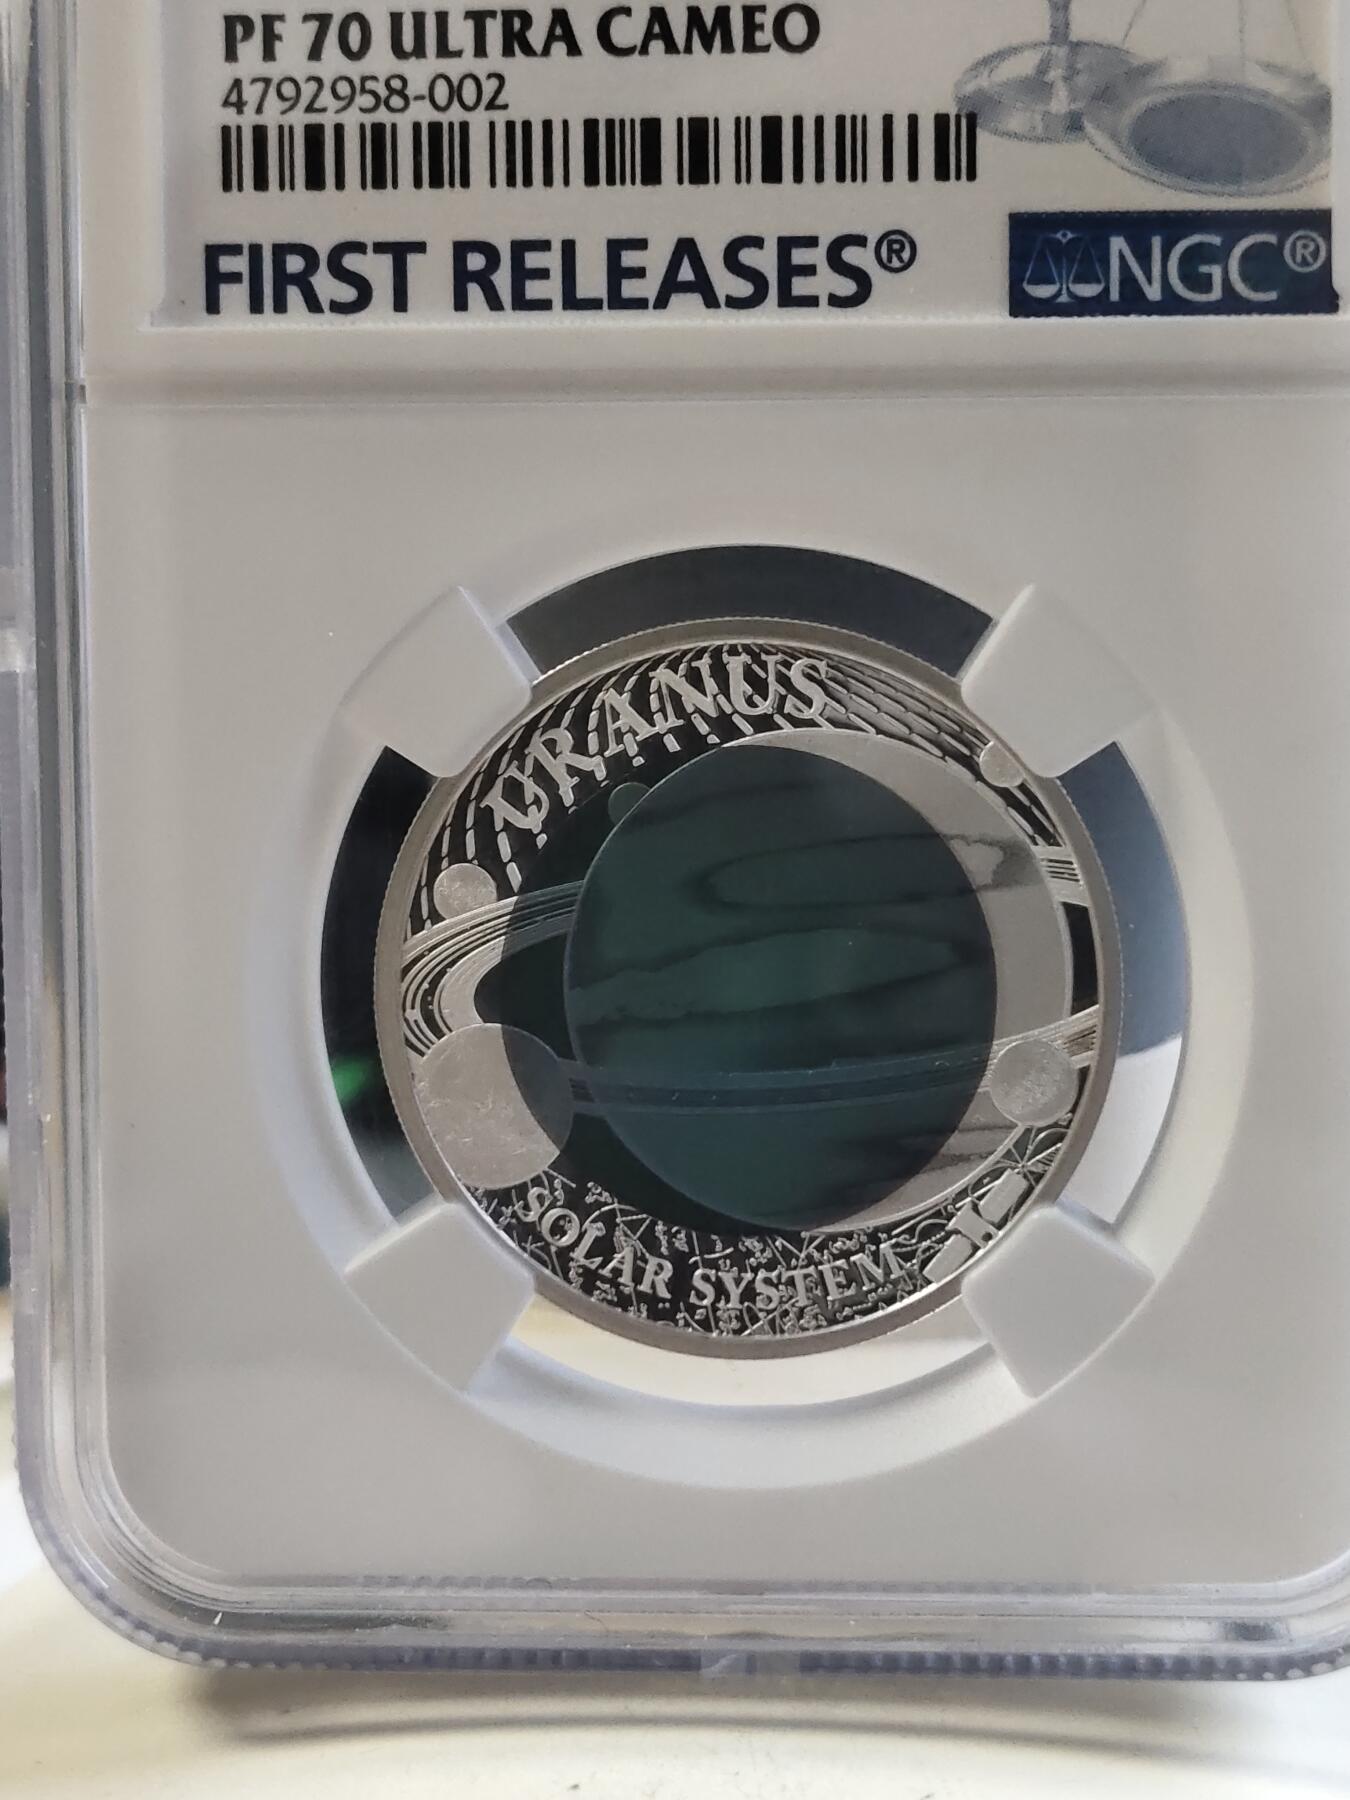 PF 70 ULTRA CAMEO
4792958-002
FIRST RELEASES®
NGC®
URANUS
SOLAR SYSTEM